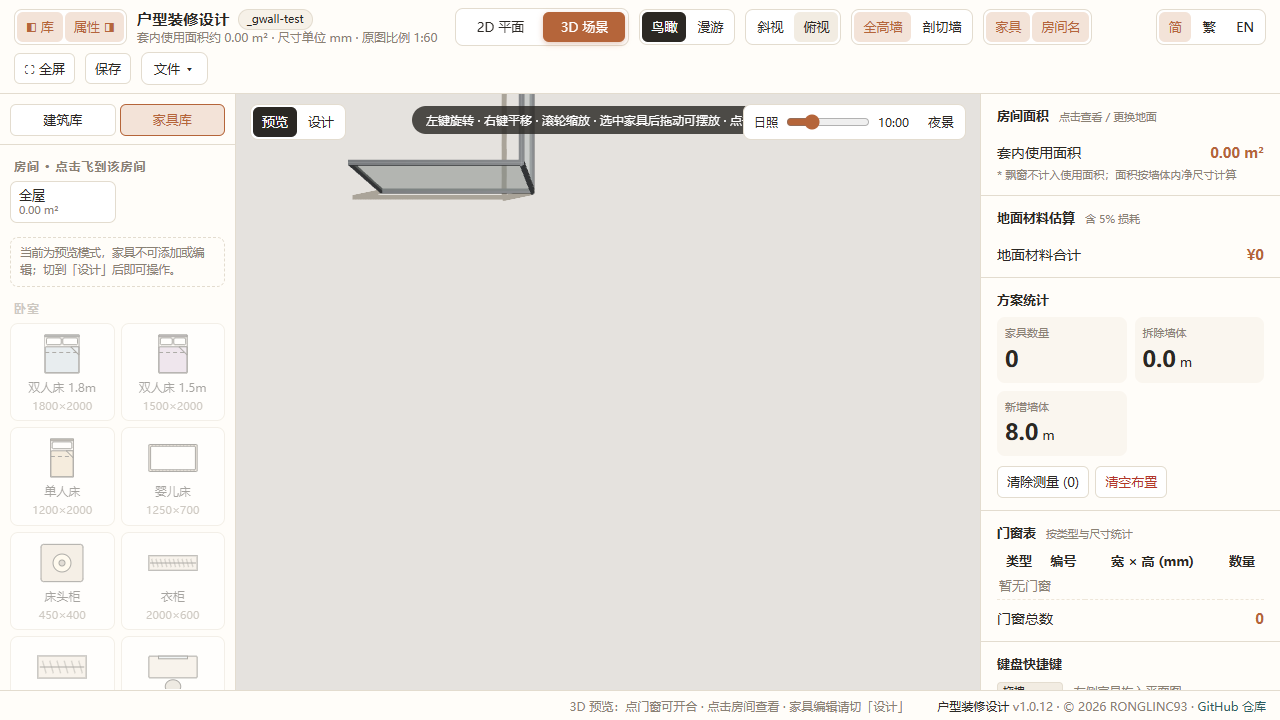 库 属性
户型装修设计 _gwall-test
套内使用面积约 0.00 m² · 尺寸单位 mm · 原图比例 1:60
2D 平面 3D 场景
鸟瞰 漫游
斜视 俯视
全高墙 剖切墙
家具 房间名
简 繁 EN
全屏 保存 文件
建筑库 家具库
房间 • 点击飞到该房间
全屋
0.00 m²
当前为预览模式，家具不可添加或编
辑；切到「设计」后即可操作。
卧室
双人床 1.8m
1800×2000
双人床 1.5m
1500×2000
单人床
1200×2000
婴儿床
1250×700
床头柜
450×400
衣柜
2000×600
预览 设计
左键旋转 · 右键平移 · 滚轮缩放 · 选中家具后拖动可摆放 ·
日照 10:00 夜景
房间面积 点击查看 / 更换地面
套内使用面积 0.00 m²
* 飘窗不计入使用面积；面积按墙体内净尺寸计算
地面材料估算 含 5% 损耗
地面材料合计 ¥0
方案统计
家具数量
0
拆除墙体
0.0 m
新增墙体
8.0 m
清除测量 (0) 清空布置
门窗表 按类型与尺寸统计
类型 编号 宽 × 高 (mm) 数量
暂无门窗
门窗总数 0
键盘快捷键
3D 预览：点门窗可开合 · 点击房间查看 · 家具编辑请切「设计」
户型装修设计 v1.0.12 · © 2026 RONGLINC93 · GitHub 仓库